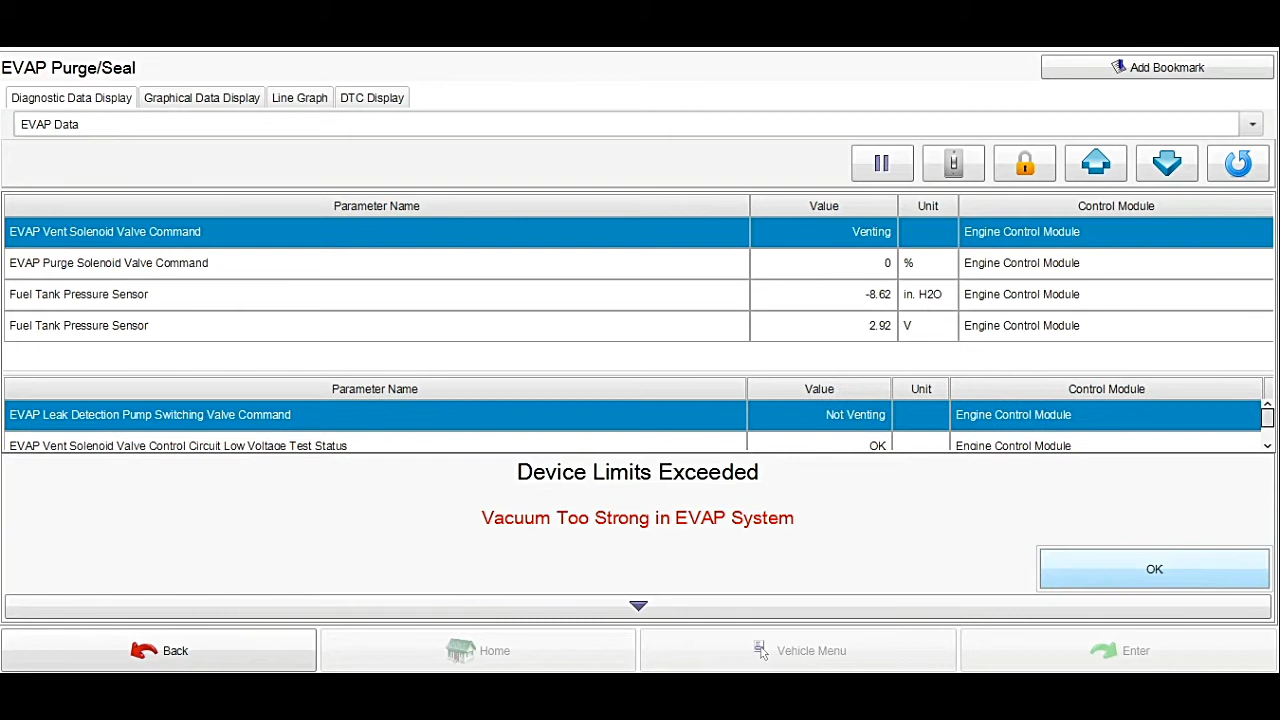 EVAP Purge/Seal
Add Bookmark
Diagnostic Data Display Graphical Data Display Line Graph DTC Display
EVAP Data
Parameter Name Value Unit Control Module
EVAP Vent Solenoid Valve Command Venting Engine Control Module
EVAP Purge Solenoid Valve Command 0 % Engine Control Module
Fuel Tank Pressure Sensor -8.62 in. H2O Engine Control Module
Fuel Tank Pressure Sensor 2.92 V Engine Control Module
Parameter Name Value Unit Control Module
EVAP Leak Detection Pump Switching Valve Command Not Venting Engine Control Module
EVAP Vent Solenoid Valve Control Circuit Low Voltage Test Status OK Engine Control Module
Device Limits Exceeded
Vacuum Too Strong in EVAP System
OK
Back Home Vehicle Menu Enter